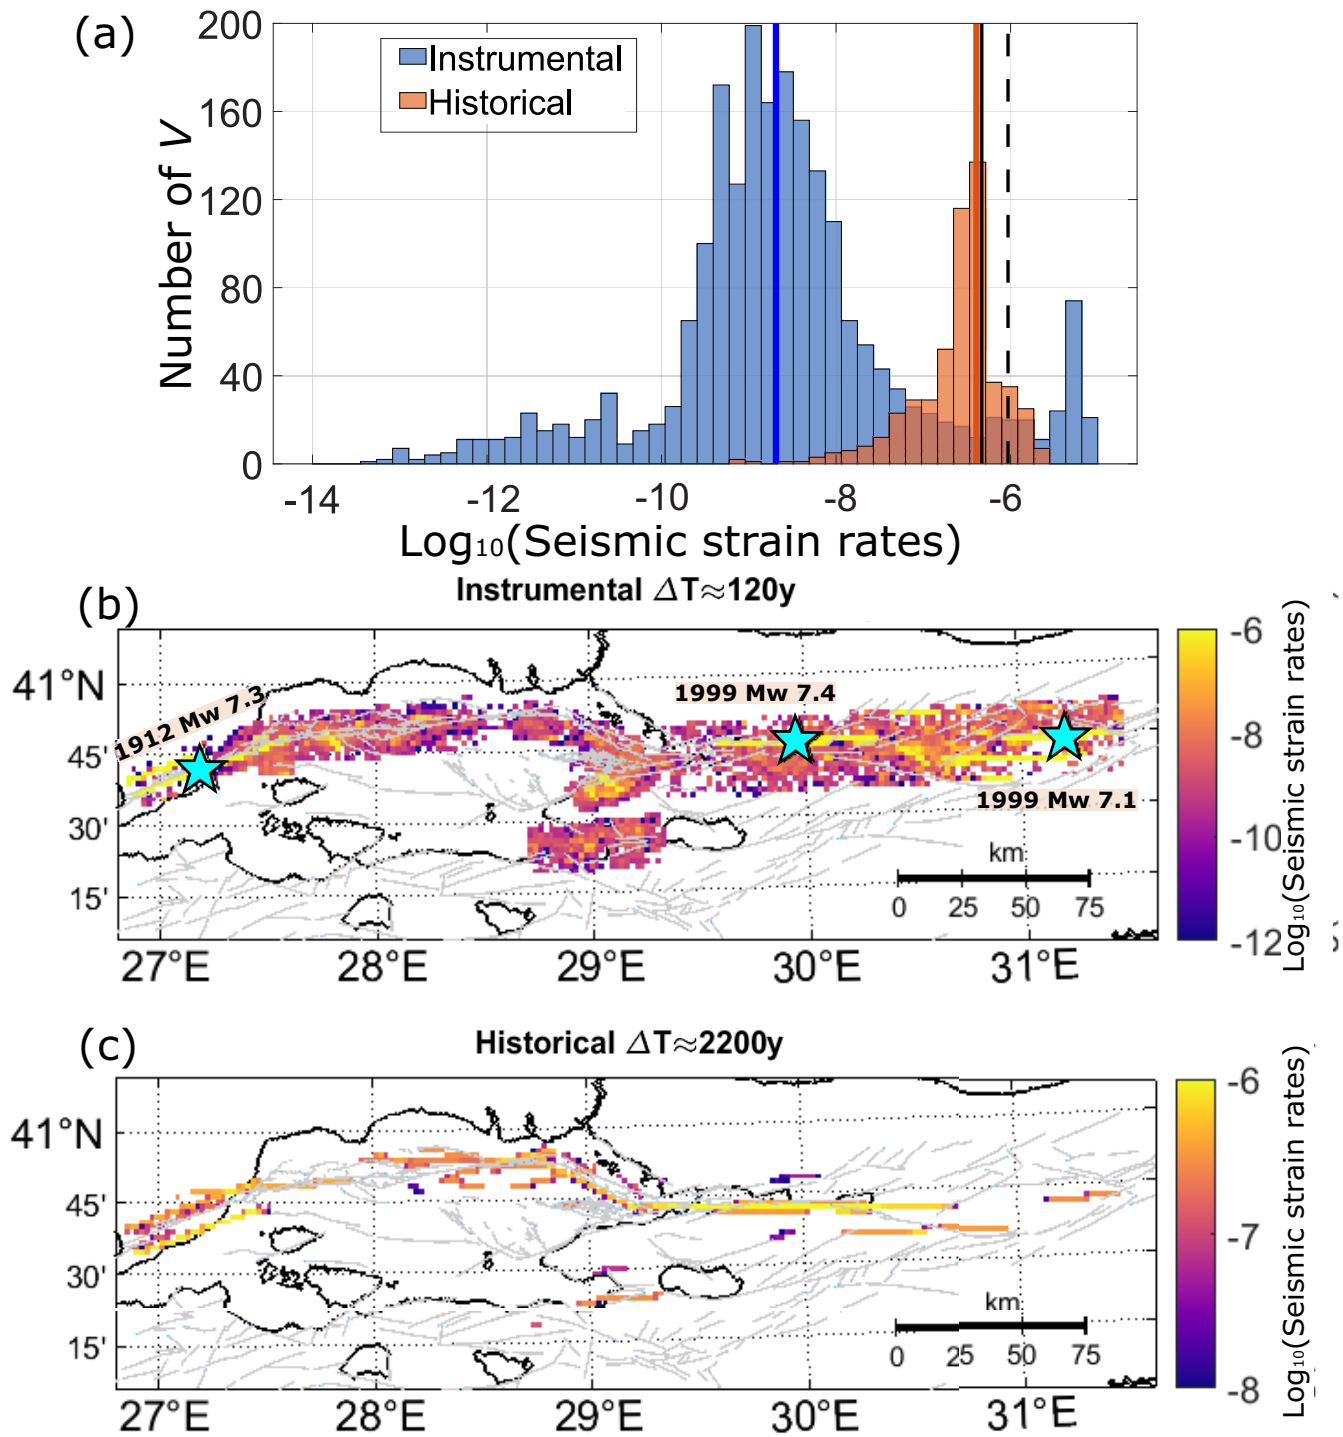 (a)
200
160
120
80
40
0
Number of V
Instrumental
Historical
-14
-12
-10
-8
-6
Log₁₀(Seismic strain rates)
(b)
Instrumental ΔT≈120y
41°N
45'
30'
15'
1912 Mw 7.3
1999 Mw 7.4
1999 Mw 7.1
km
0 25 50 75
27°E
28°E
29°E
30°E
31°E
-6
-8
-10
-12
Log₁₀(Seismic strain rates)
(c)
Historical ΔT≈2200y
41°N
45'
30'
15'
km
0 25 50 75
27°E
28°E
29°E
30°E
31°E
-6
-7
-8
Log₁₀(Seismic strain rates)